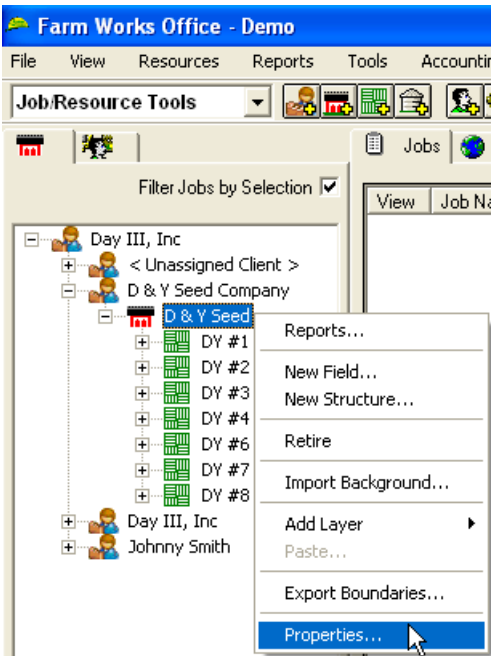 Farm Works Office - Demo
File View Resources Reports Tools Accountin
Job/Resource Tools
Jobs
Filter Jobs by Selection
View Job Na
Day III, Inc
< Unassigned Client >
D & Y Seed Company
D & Y Seed
DY #1
DY #2
DY #3
DY #4
DY #6
DY #7
DY #8
Day III, Inc
Johnny Smith
Reports...
New Field...
New Structure...
Retire
Import Background...
Add Layer
Paste...
Export Boundaries...
Properties...